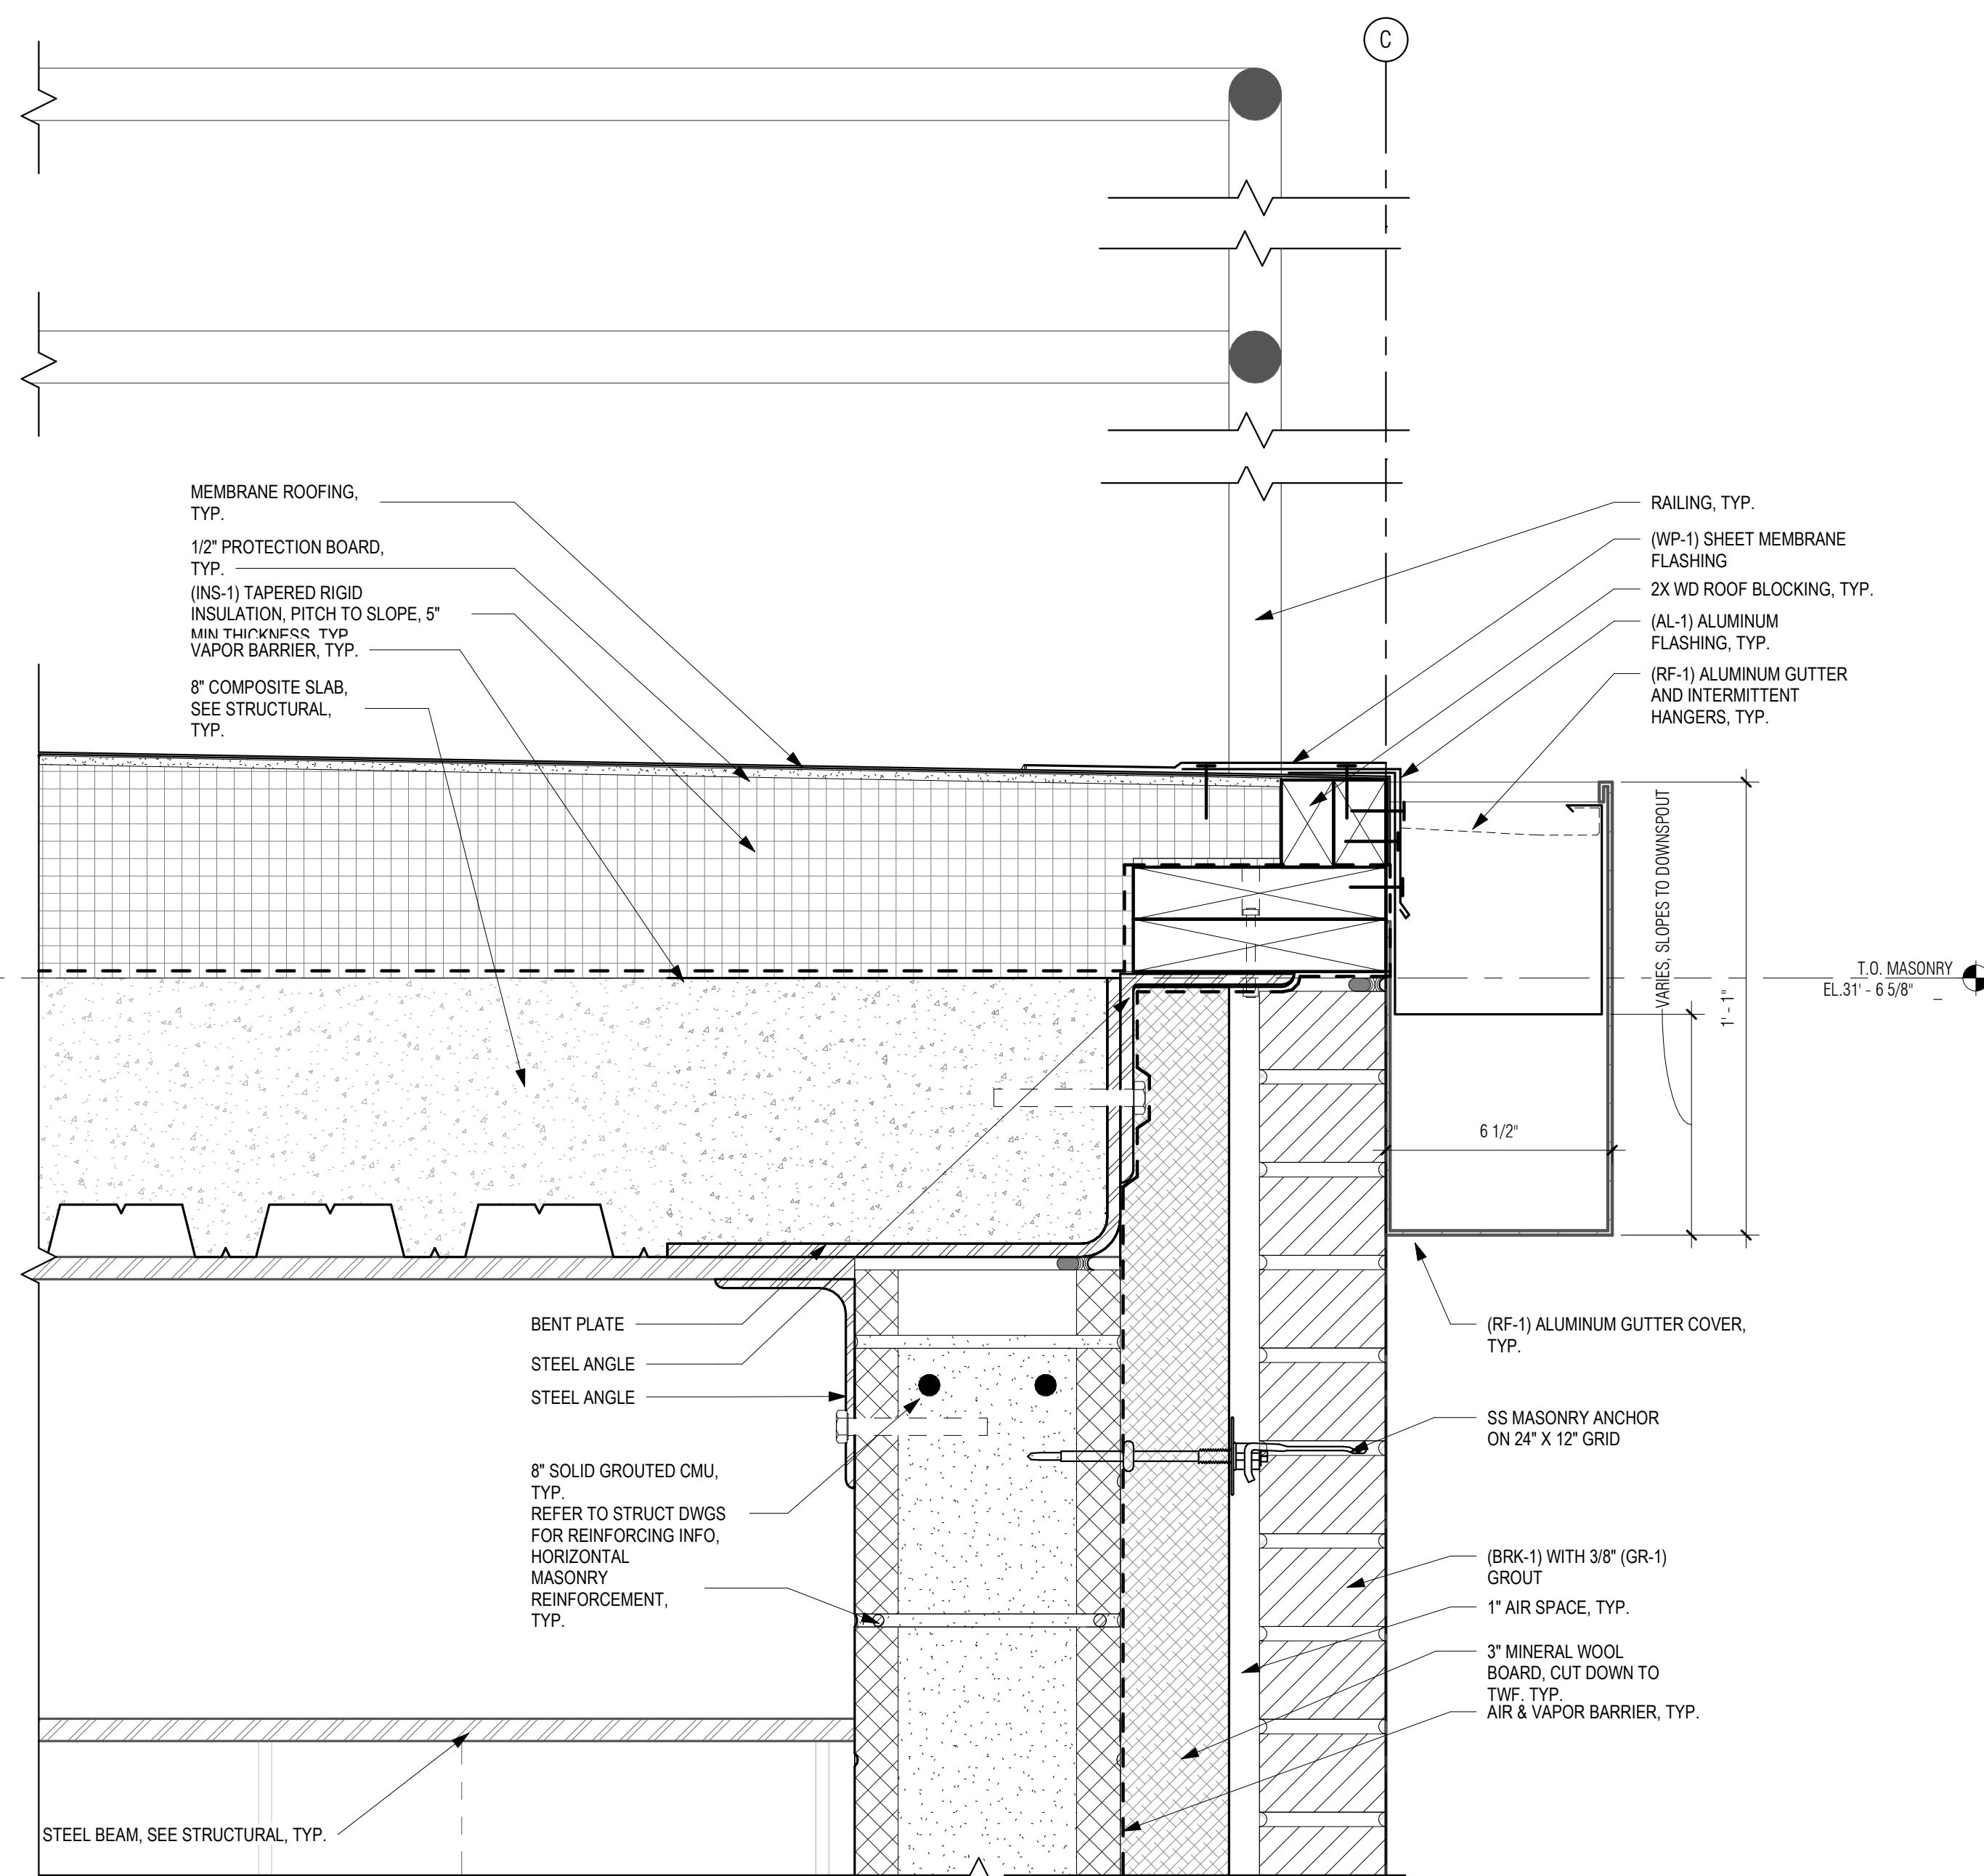 C
MEMBRANE ROOFING,
TYP.
1/2" PROTECTION BOARD,
TYP.
(INS-1) TAPERED RIGID
INSULATION, PITCH TO SLOPE, 5"
MIN THICKNESS, TYP
VAPOR BARRIER, TYP.
8" COMPOSITE SLAB,
SEE STRUCTURAL,
TYP.
RAILING, TYP.
(WP-1) SHEET MEMBRANE
FLASHING
2X WD ROOF BLOCKING, TYP.
(AL-1) ALUMINUM
FLASHING, TYP.
(RF-1) ALUMINUM GUTTER
AND INTERMITTENT
HANGERS, TYP.
VARIES, SLOPES TO DOWNSPOUT
1' - 1"
T.O. MASONRY
EL.31' - 6 5/8"
6 1/2"
BENT PLATE
STEEL ANGLE
STEEL ANGLE
8" SOLID GROUTED CMU,
TYP.
REFER TO STRUCT DWGS
FOR REINFORCING INFO,
HORIZONTAL
MASONRY
REINFORCEMENT,
TYP.
(RF-1) ALUMINUM GUTTER COVER,
TYP.
SS MASONRY ANCHOR
ON 24" X 12" GRID
(BRK-1) WITH 3/8" (GR-1)
GROUT
1" AIR SPACE, TYP.
3" MINERAL WOOL
BOARD, CUT DOWN TO
TWF. TYP.
AIR & VAPOR BARRIER, TYP.
STEEL BEAM, SEE STRUCTURAL, TYP.